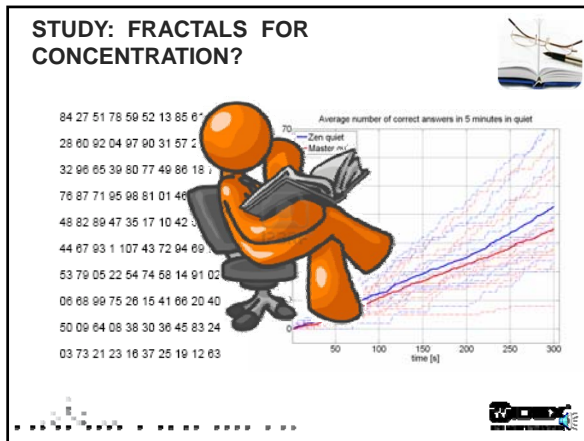 STUDY: FRACTALS FOR
CONCENTRATION?
84 27 51 78 59 52 13 85
28 60 92 04 97 90 31 57
32 96 65 39 80 77 49 86 18
76 87 71 95 98 81 01 46
48 82 89 47 35 17 10 42
44 67 93 1 107 43 72 94 69
53 79 05 22 54 74 58 14 91 02
06 68 99 75 26 15 41 66 20 40
50 09 64 08 38 30 36 45 83 24
03 73 21 23 16 37 25 19 12 63
Average number of correct answers in 5 minutes in quiet
70
Zen quiet
Master
0
50 100 150 200 250 300
time [s]
WIDEX